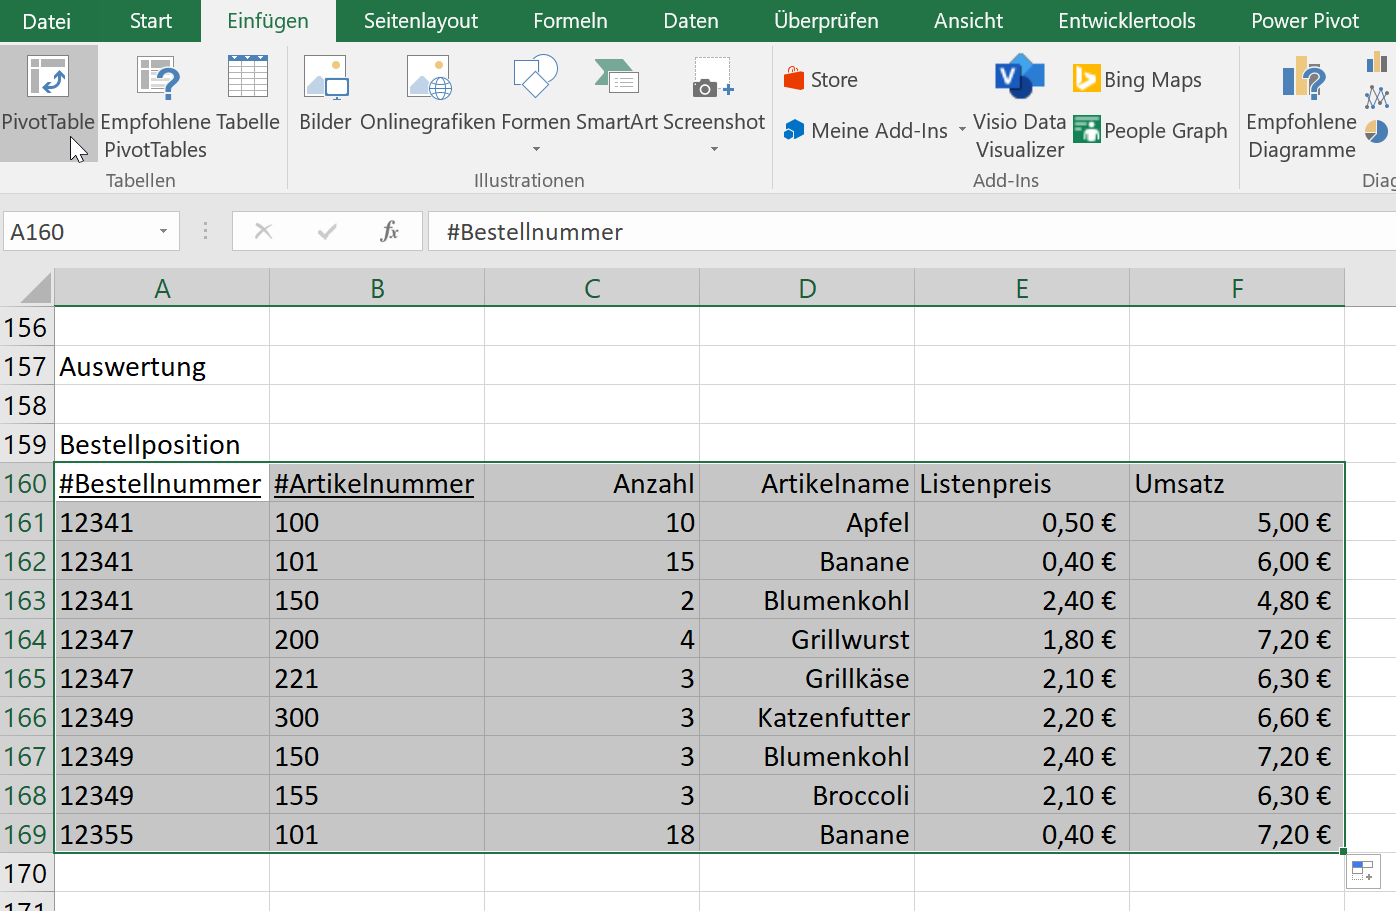 Datei Start Einfügen Seitenlayout Formeln Daten Überprüfen Ansicht Entwicklertools Power Pivot
PivotTable Empfohlene PivotTables Tabelle Bilder Onlinegrafiken Formen SmartArt Screenshot
Store
Meine Add-Ins
Visio Data Visualizer
Bing Maps
People Graph
Empfohlene Diagramme
Tabellen Illustrationen Add-Ins Diag
A160 fx #Bestellnummer
A B C D E F
156
157 Auswertung
158
159 Bestellposition
160 #Bestellnummer #Artikelnummer Anzahl Artikelname Listenpreis Umsatz
161 12341 100 10 Apfel 0,50 € 5,00 €
162 12341 101 15 Banane 0,40 € 6,00 €
163 12341 150 2 Blumenkohl 2,40 € 4,80 €
164 12347 200 4 Grillwurst 1,80 € 7,20 €
165 12347 221 3 Grillkäse 2,10 € 6,30 €
166 12349 300 3 Katzenfutter 2,20 € 6,60 €
167 12349 150 3 Blumenkohl 2,40 € 7,20 €
168 12349 155 3 Broccoli 2,10 € 6,30 €
169 12355 101 18 Banane 0,40 € 7,20 €
170
171